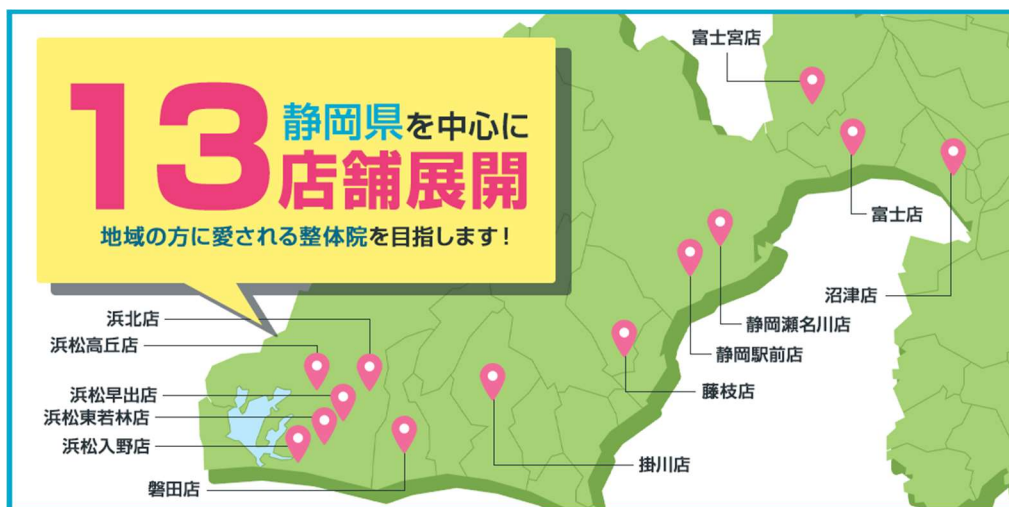 13
静岡県を中心に
店舗展開
地域の方に愛される整体院を目指します!
富士宮店
富士店
沼津店
静岡瀬名川店
静岡駅前店
藤枝店
掛川店
浜北店
浜松高丘店
浜松早出店
浜松東若林店
浜松入野店
磐田店